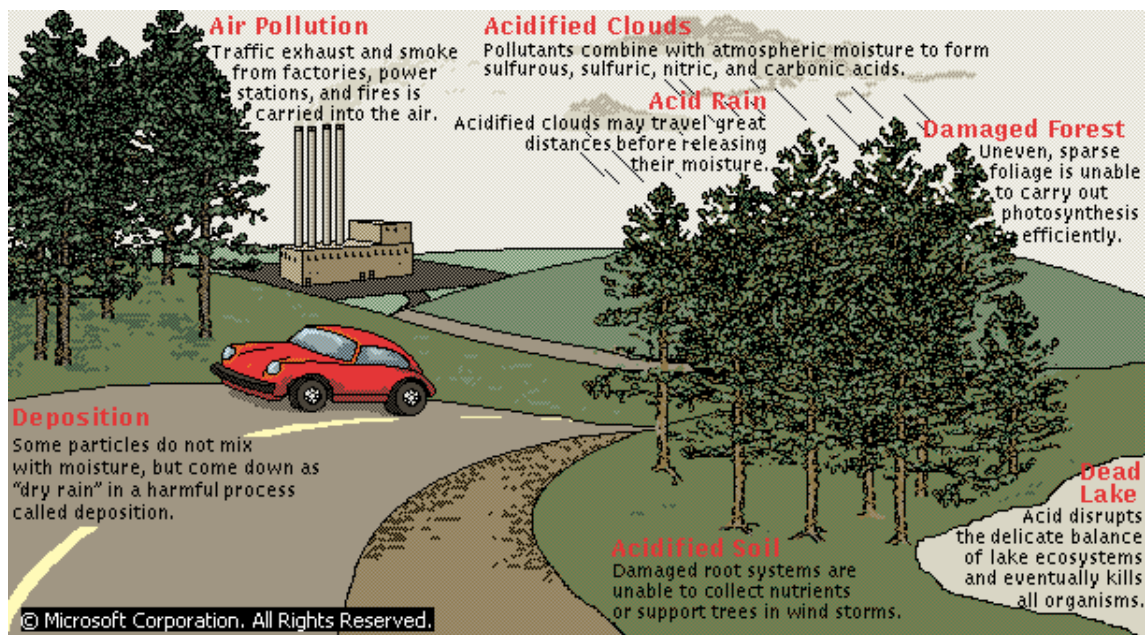 Air Pollution
Traffic exhaust and smoke
from factories, power
stations, and fires is
carried into the air.
Acidified Clouds
Pollutants combine with atmospheric moisture to form
sulfurous, sulfuric, nitric, and carbonic acids.
Acid Rain
Acidified clouds may travel great
distances before releasing
their moisture.
Damaged Forest
Uneven, sparse
foliage is unable
to carry out
photosynthesis
efficiently.
Deposition
Some particles do not mix
with moisture, but come down as
“dry rain” in a harmful process
called deposition.
Acidified Soil
Damaged root systems are
unable to collect nutrients
or support trees in wind storms.
Dead
Lake
Acid disrupts
the delicate balance
of lake ecosystems
and eventually kills
all organisms.
© Microsoft Corporation. All Rights Reserved.